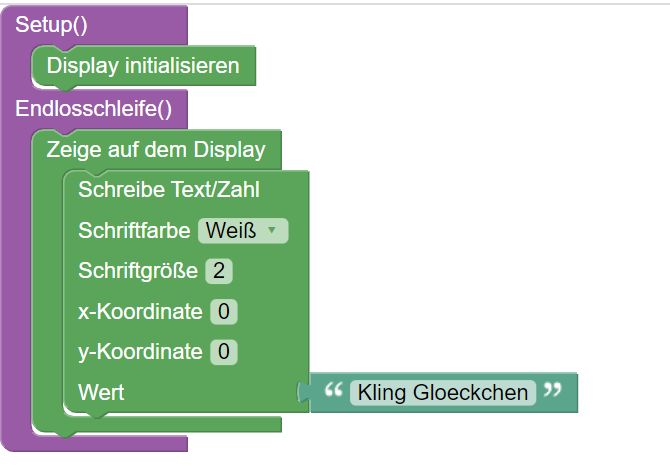 Setup()
Display initialisieren
Endlosschleife()
Zeige auf dem Display
Schreibe Text/Zahl
Schriftfarbe Weiß
Schriftgröße 2
x-Koordinate 0
y-Koordinate 0
Wert “ Kling Gloeckchen ”